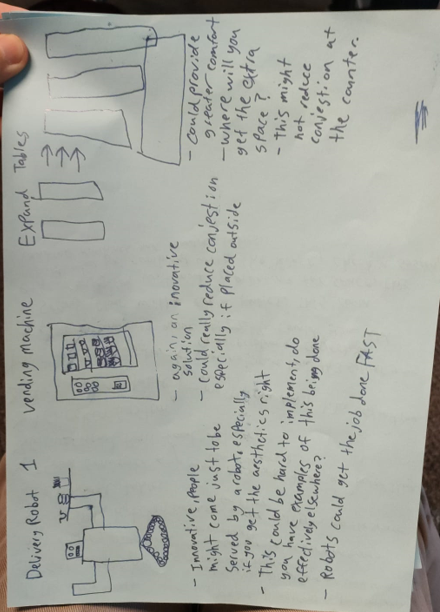 Delivery Robot 1
- Innovative people
might come just to be
served by a robot, especially
if you get the aesthetics right
- This could be hard to implement, do
you have examples of this being done
effectively elsewhere?
- Robots could get the job done FAST
vending machine
- again, an inovative
solution
- Could really reduce conjestion
especially if placed outside
Expand Tables
- Could provide
greater comfort
- where will you
get the extra
space?
- This might
not reduce
conjestion at
the counter.